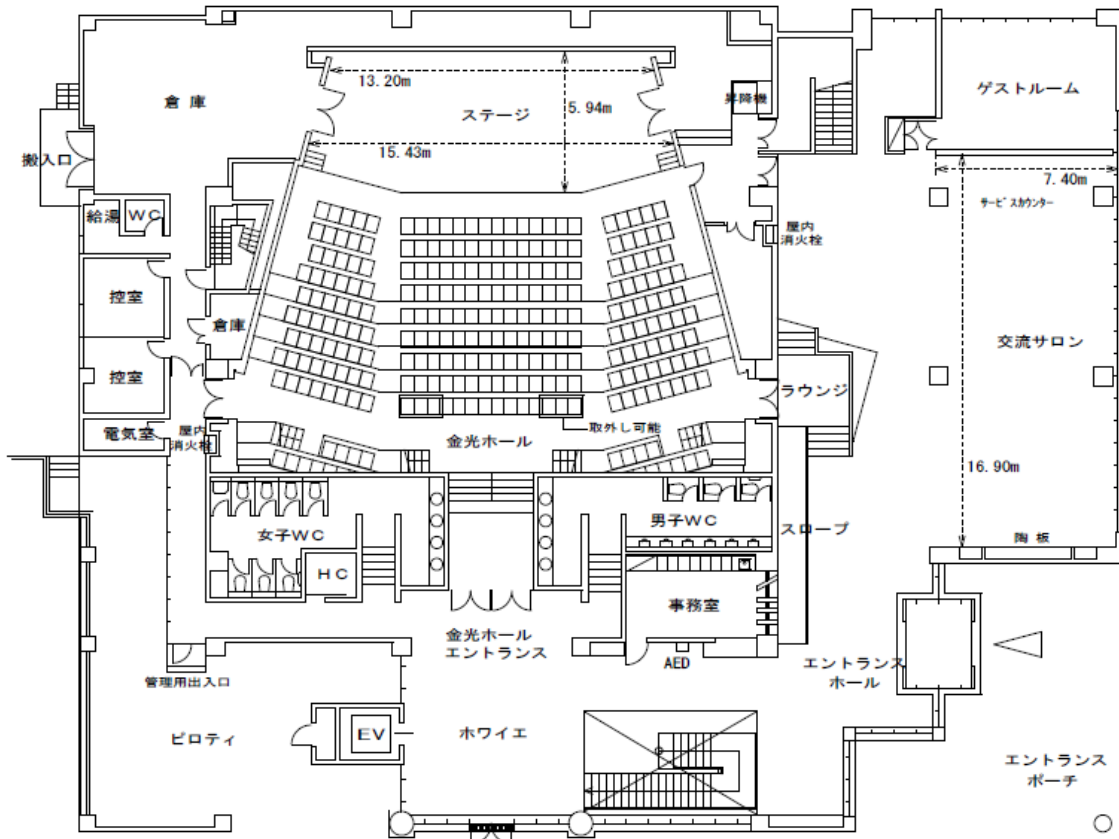 13.20m
倉庫
ステージ
5.94m
昇降機
ゲストルーム
搬入口
15.43m
7.40m
給湯
WC
サービスカウンター
屋内
消火栓
控室
倉庫
交流サロン
控室
ラウンジ
電気室
屋内
消火栓
金光ホール
取外し可能
16.90m
女子WC
男子WC
スロープ
陶板
HC
事務室
金光ホール
エントランス
AED
エントランス
ホール
管理用出入口
ピロティ
EV
ホワイエ
エントランス
ポーチ